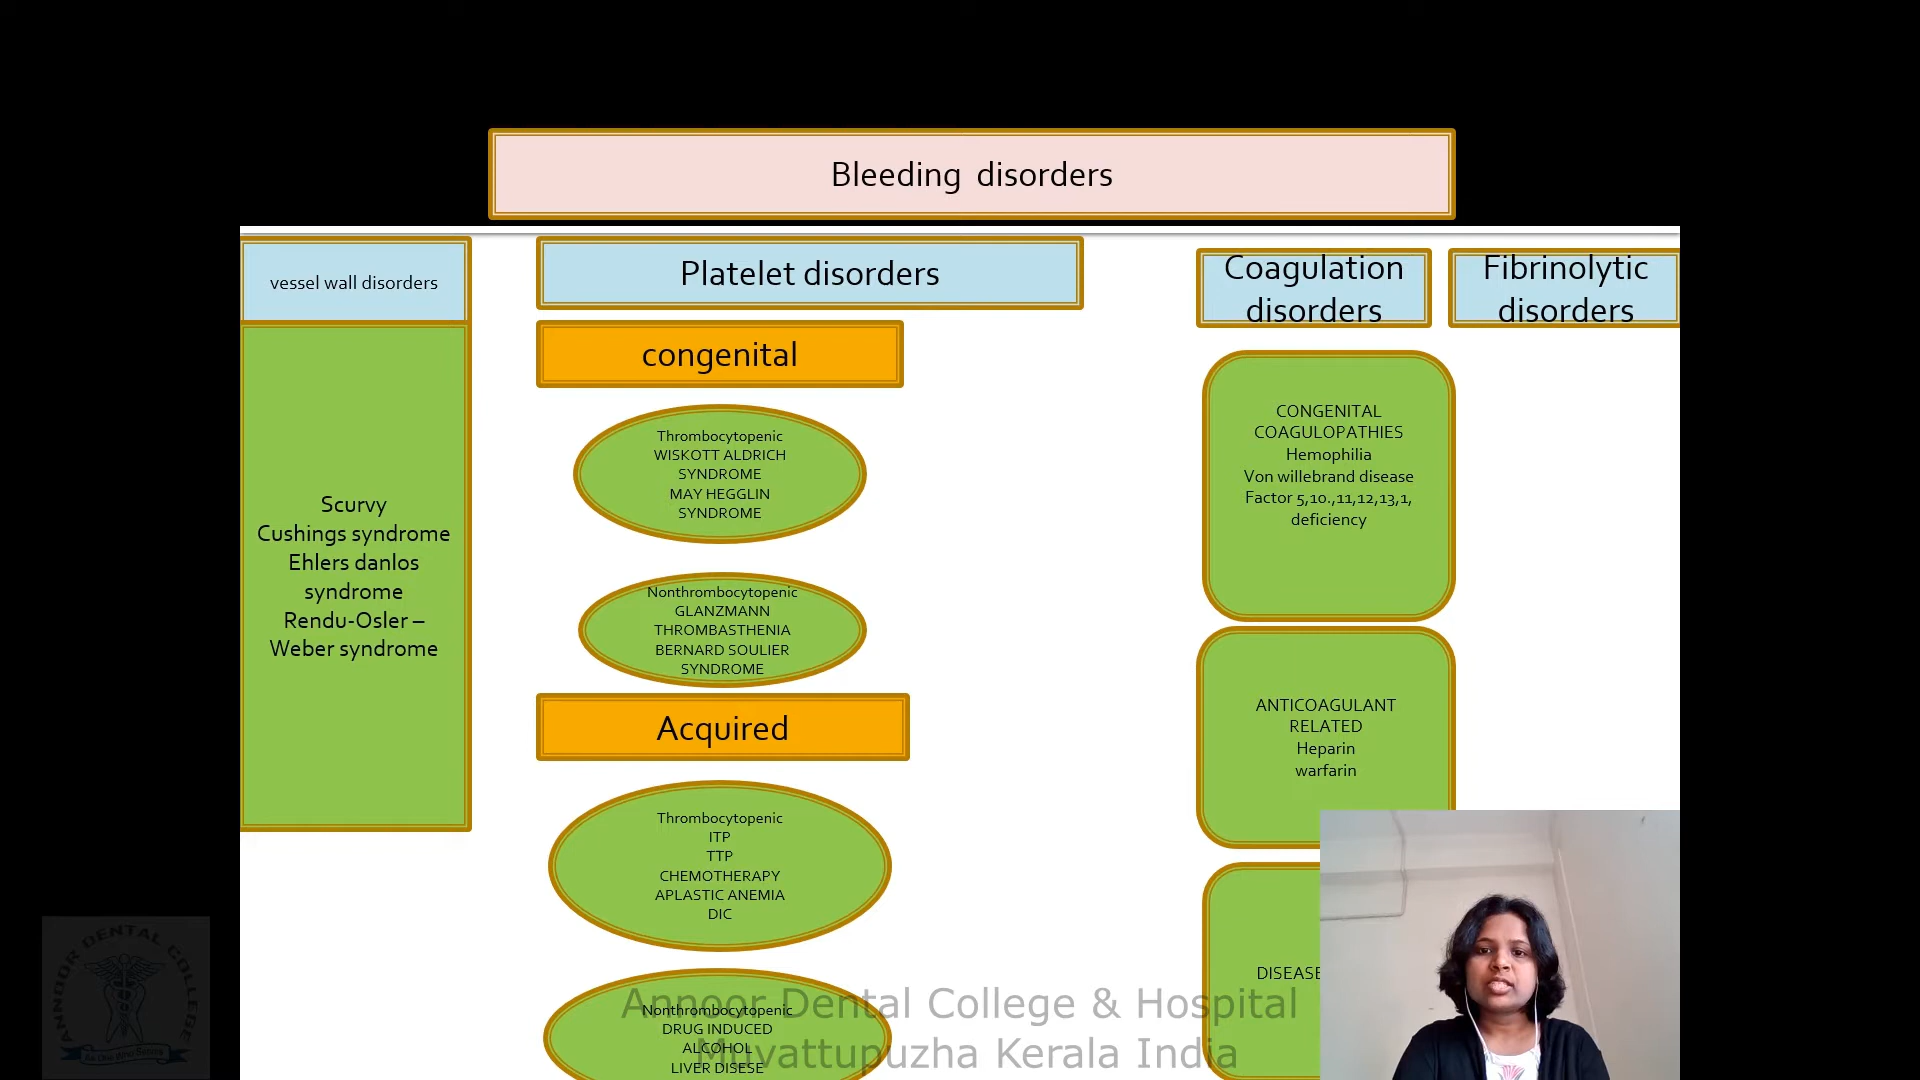 Bleeding disorders
vessel wall disorders
Scurvy
Cushings syndrome
Ehlers danlos
syndrome
Rendu-Osler –
Weber syndrome
Platelet disorders
congenital
Thrombocytopenic
WISKOTT ALDRICH
SYNDROME
MAY HEGGLIN
SYNDROME
Nonthrombocytopenic
GLANZMANN
THROMBASTHENIA
BERNARD SOULIER
SYNDROME
Acquired
Thrombocytopenic
ITP
TTP
CHEMOTHERAPY
APLASTIC ANEMIA
DIC
Nonthrombocytopenic
DRUG INDUCED
ALCOHOL
LIVER DISESE
Coagulation
disorders
CONGENITAL
COAGULOPATHIES
Hemophilia
Von willebrand disease
Factor 5,10.,11,12,13,1,
deficiency
ANTICOAGULANT
RELATED
Heparin
warfarin
DISEASE
Fibrinolytic
disorders
Annoor Dental College & Hospital
Muvattupuzha Kerala India
ANNOOR DENTAL COLLEGE